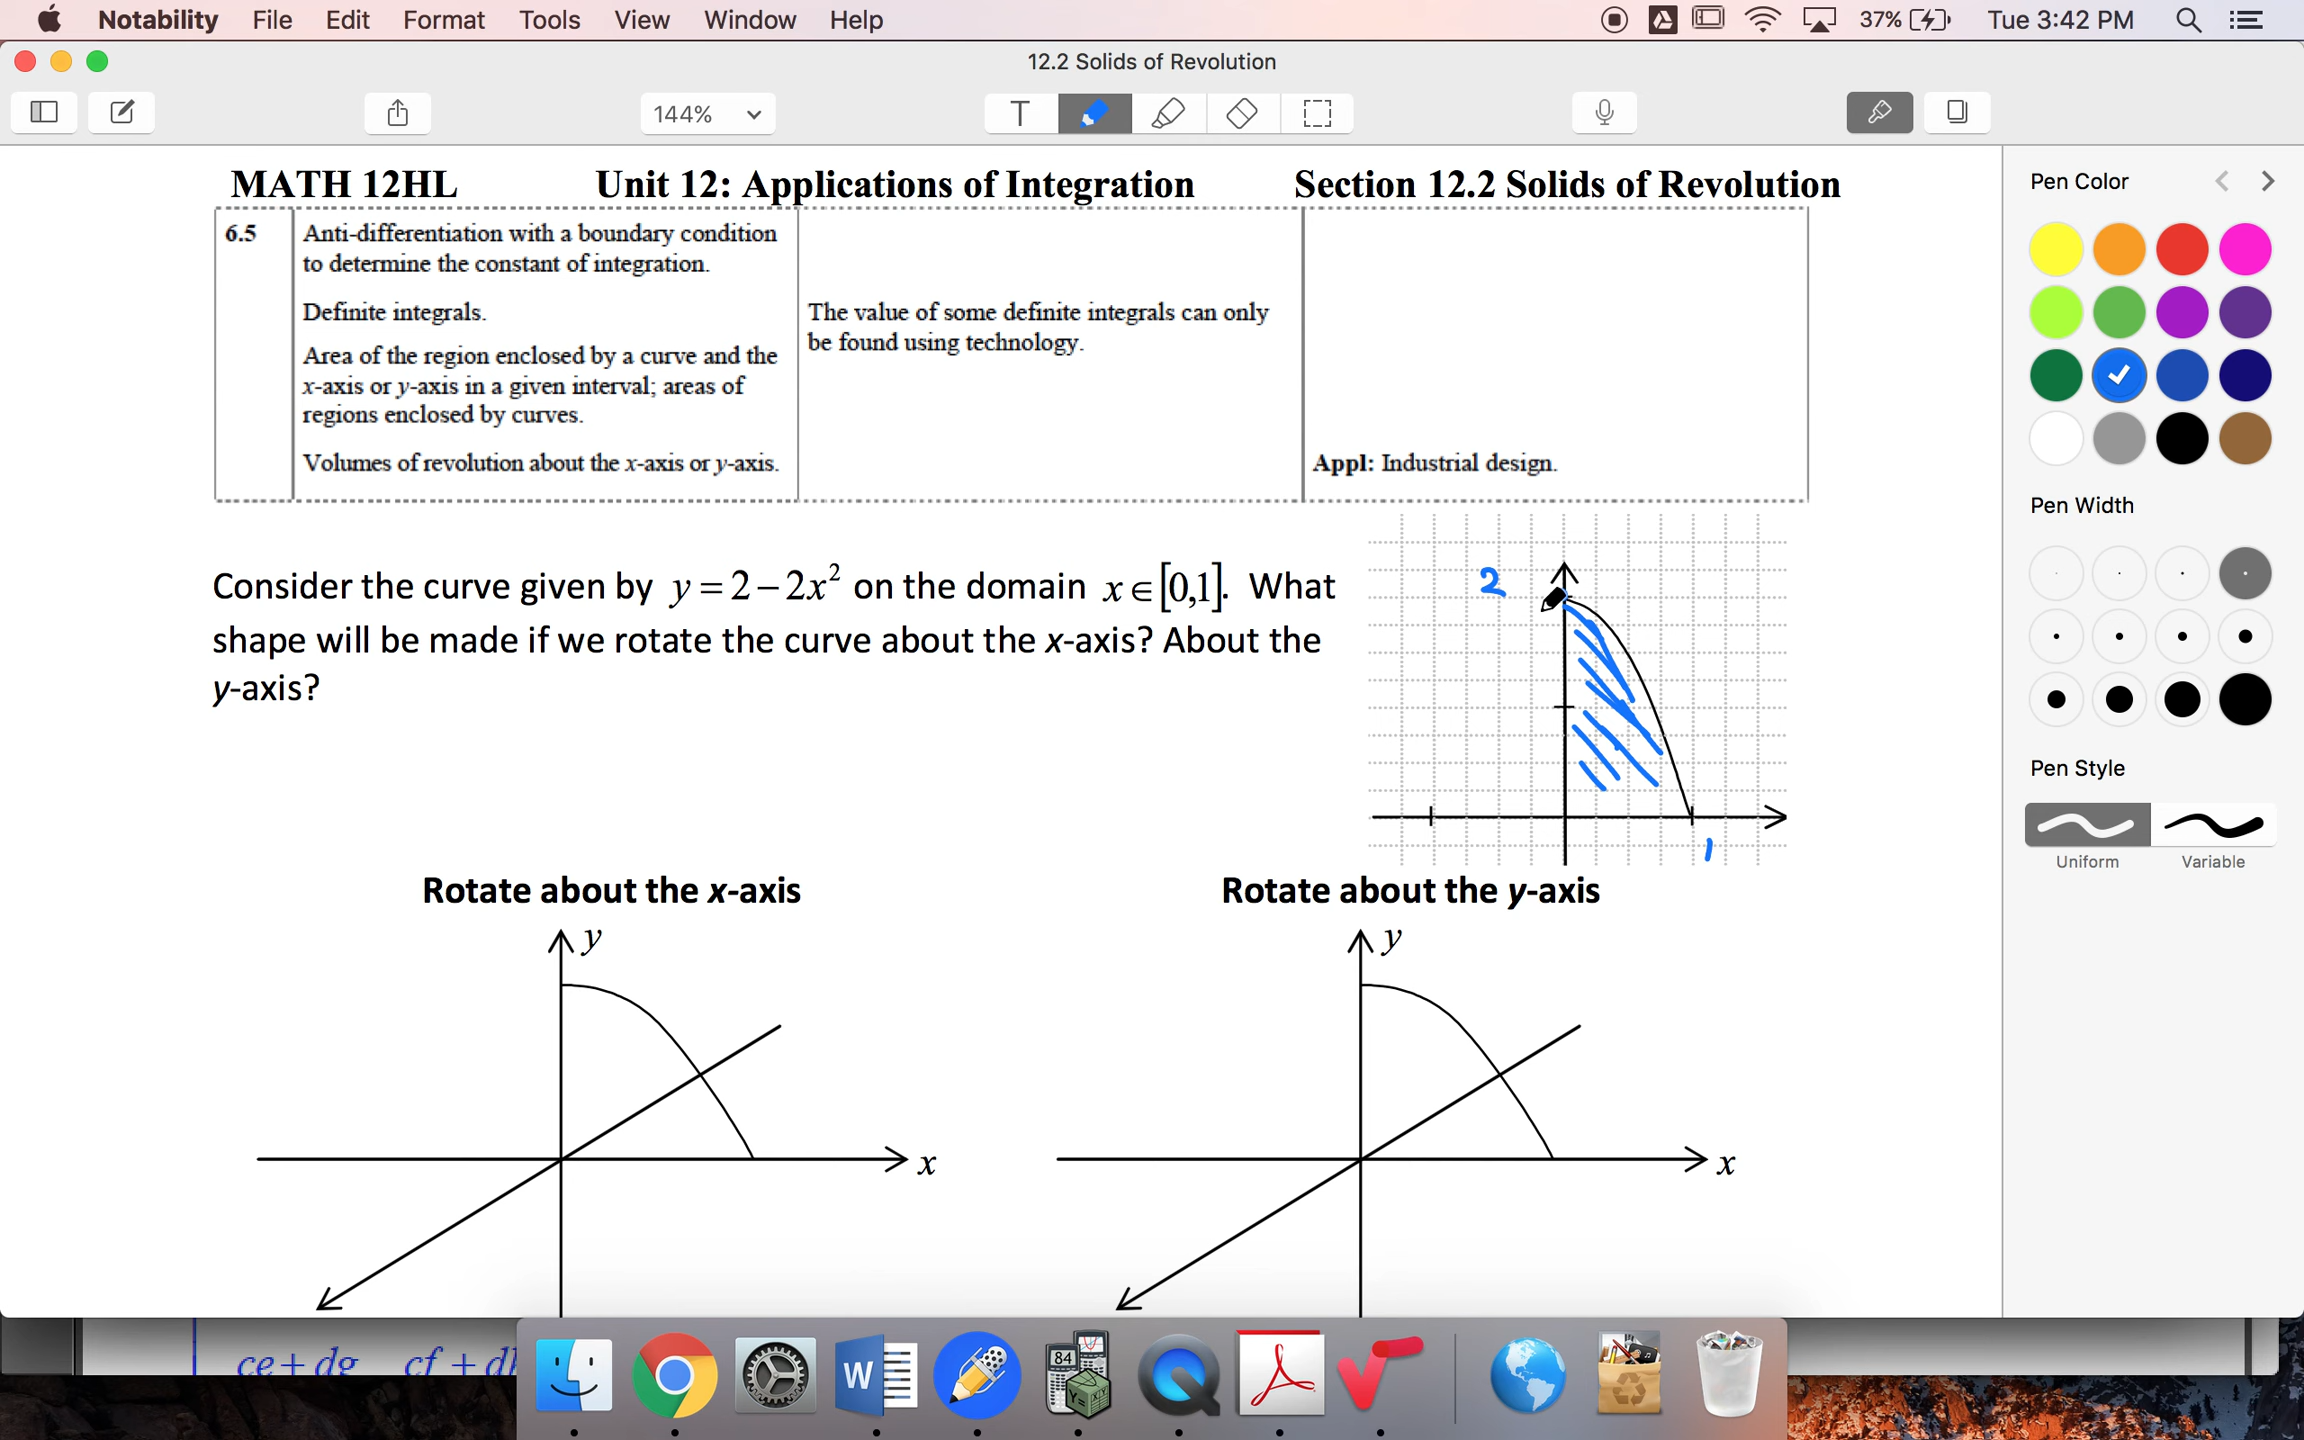 Notability File Edit Format Tools View Window Help 37% Tue 3:42 PM
12.2 Solids of Revolution
144% T
MATH 12HL Unit 12: Applications of Integration Section 12.2 Solids of Revolution
6.5 Anti-differentiation with a boundary condition
to determine the constant of integration.
Definite integrals.
Area of the region enclosed by a curve and the
x-axis or y-axis in a given interval; areas of
regions enclosed by curves.
Volumes of revolution about the x-axis or y-axis.
The value of some definite integrals can only
be found using technology.
Appl: Industrial design.
Consider the curve given by y = 2 − 2x² on the domain x ∈ [0,1]. What
shape will be made if we rotate the curve about the x-axis? About the
y-axis?
2
1
Rotate about the x-axis
y
x
Rotate about the y-axis
y
x
Pen Color
Pen Width
Pen Style
Uniform Variable
ce + dg cf + d
W
84
Y= X,Y